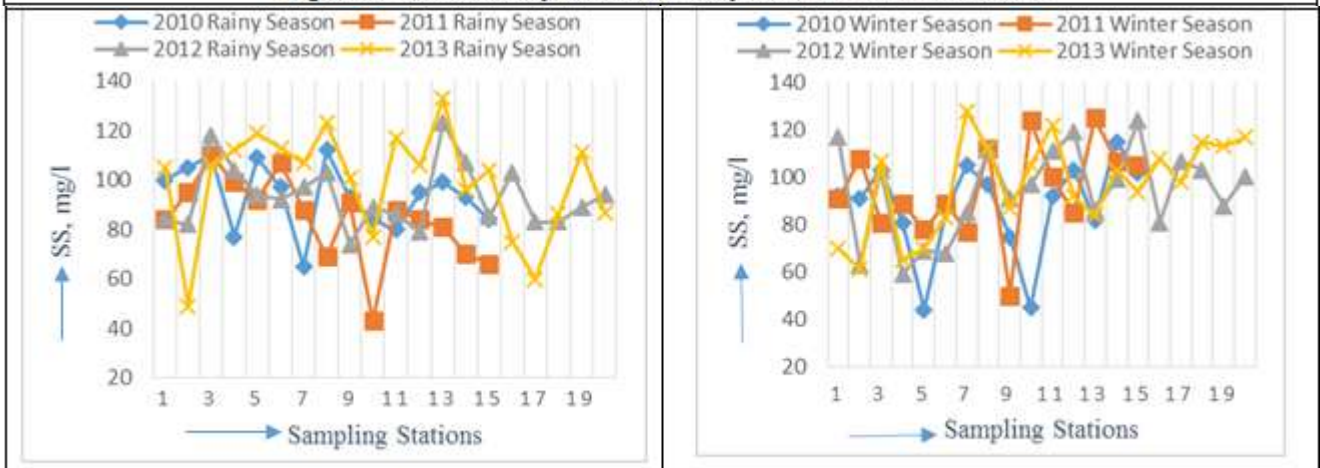 2010 Rainy Season 2011 Rainy Season
2012 Rainy Season 2013 Rainy Season
140
120
100
80
60
40
20
SS, mg/l
1 3 5 7 9 11 13 15 17 19
Sampling Stations
2010 Winter Season 2011 Winter Season
2012 Winter Season 2013 Winter Season
140
120
100
80
60
40
20
SS, mg/l
1 3 5 7 9 11 13 15 17 19
Sampling Stations